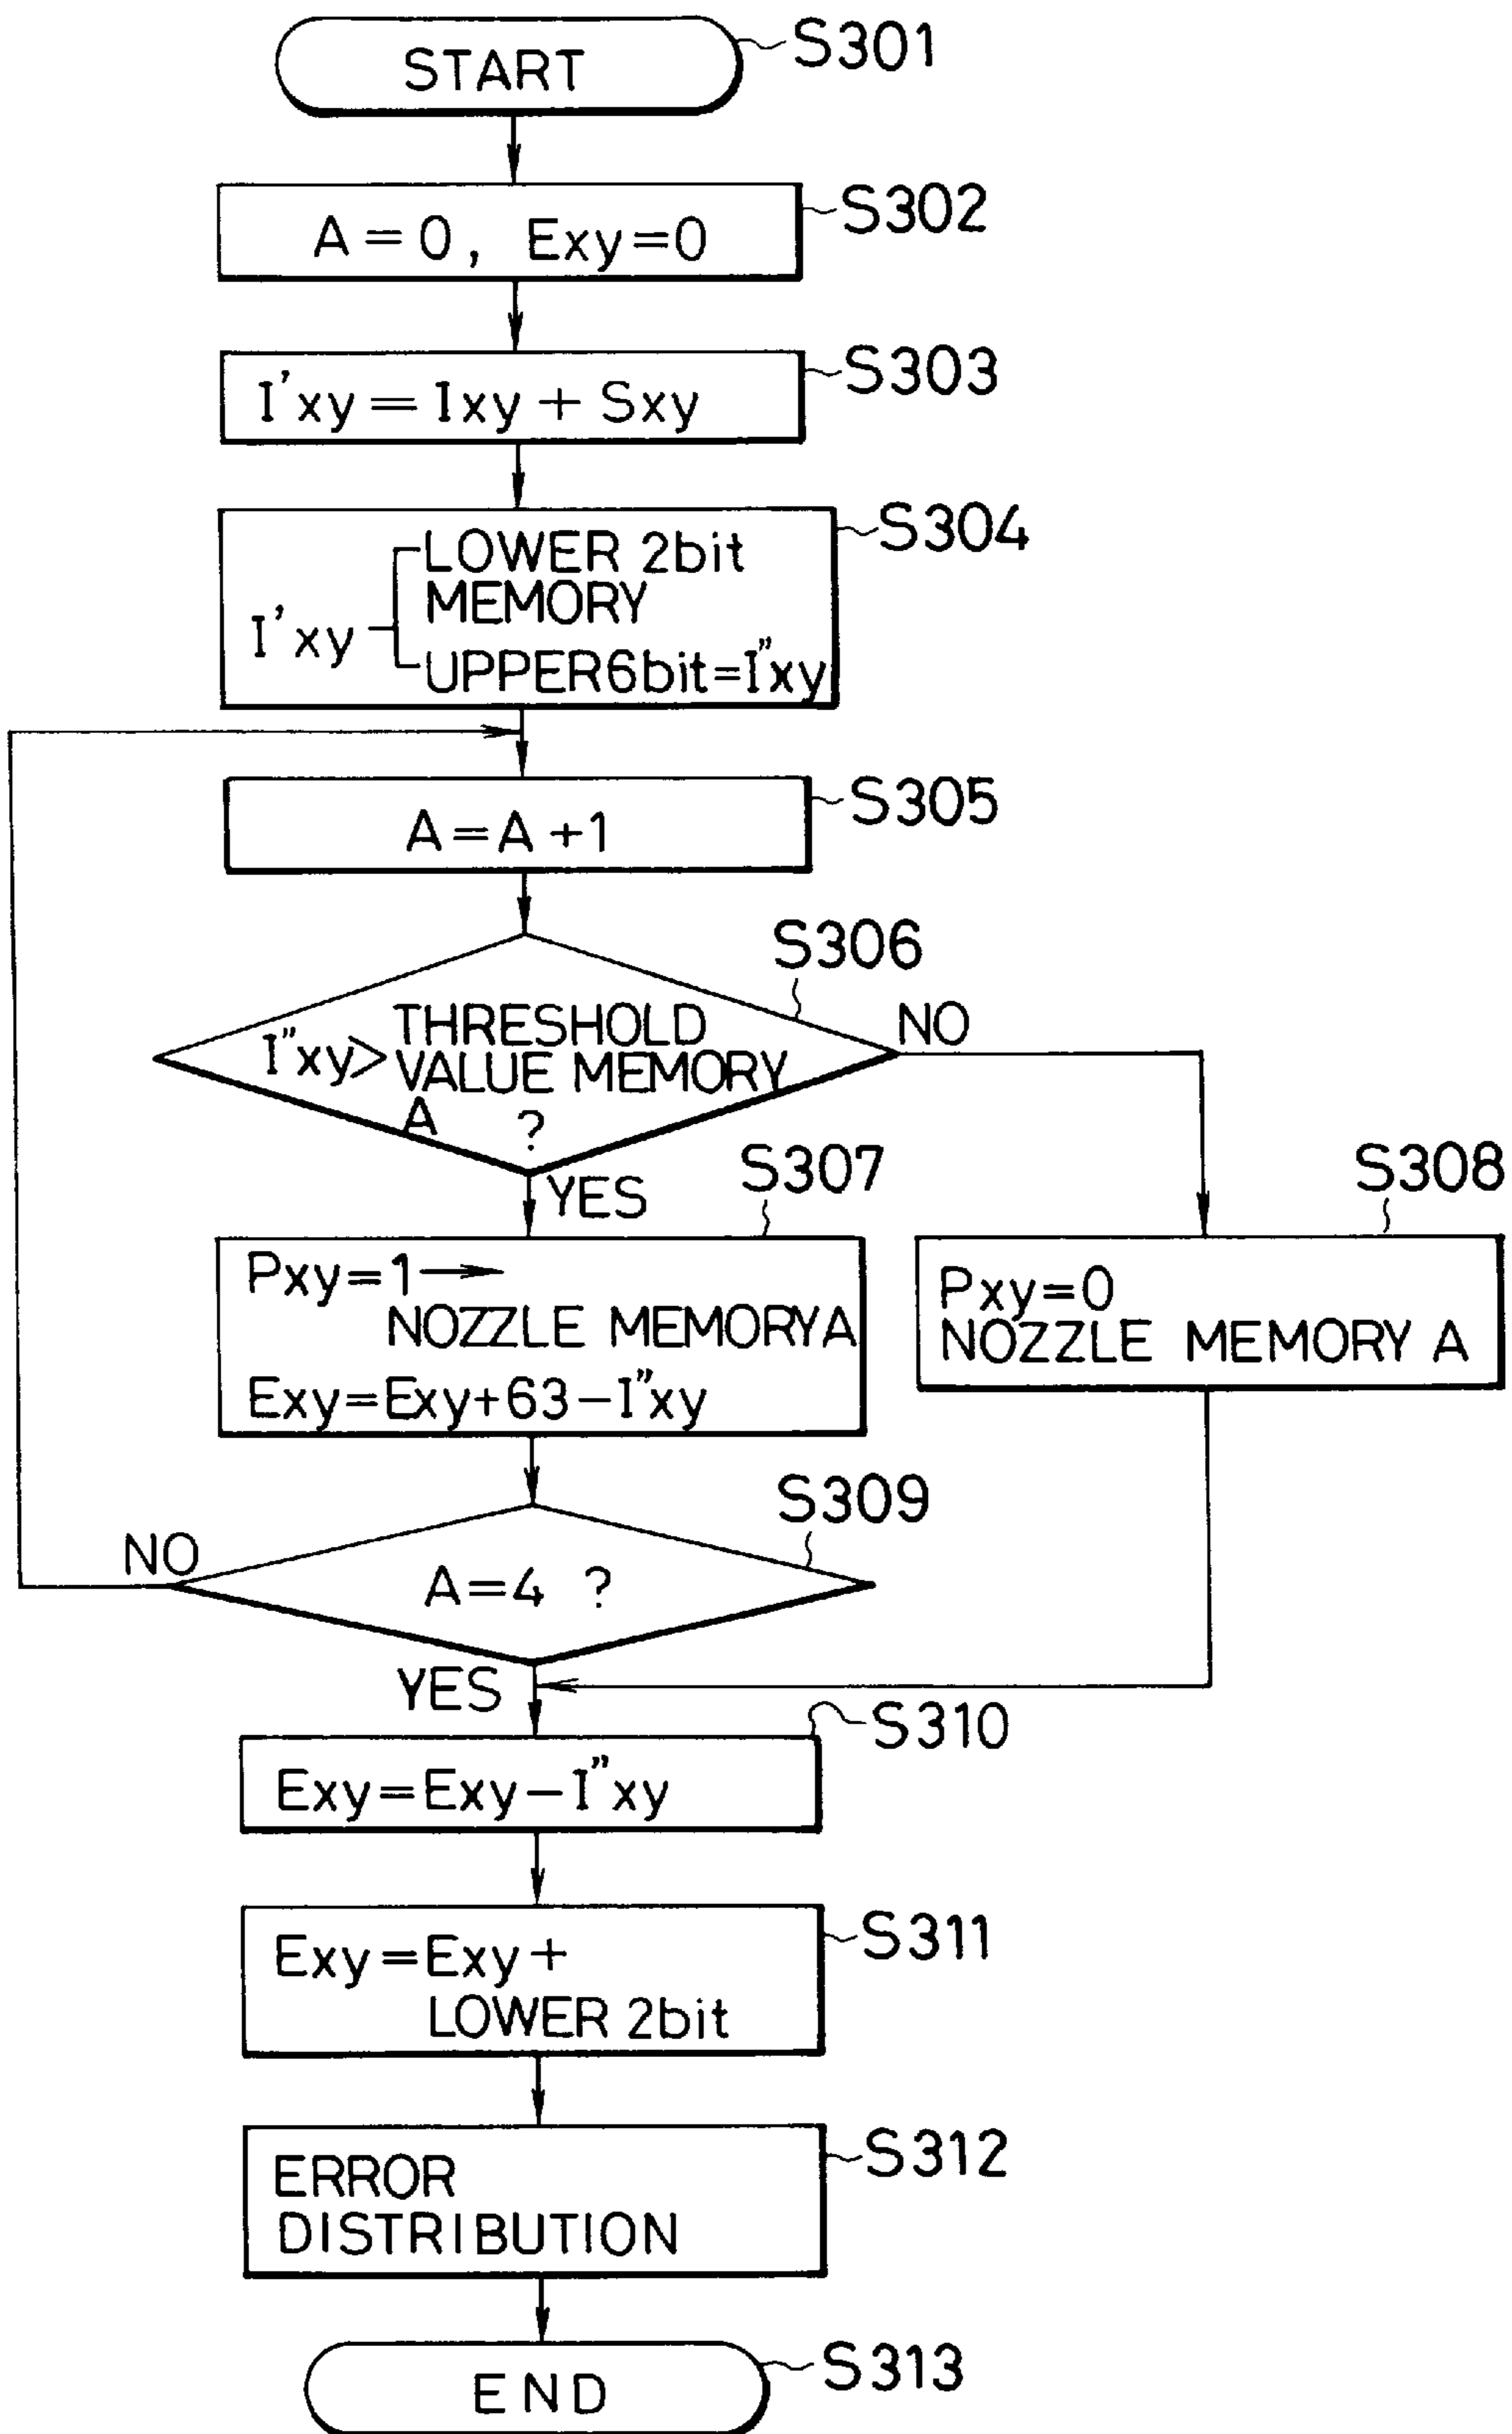 START
S301
A=0, Exy=0
S302
I'xy=Ixy+Sxy
S303
S304
LOWER 2bit
MEMORY
I'xy
UPPER6bit=I"xy
A=A+1
S305
S306
THRESHOLD
I"xy>
VALUE MEMORY
A ?
NO
YES
S307
Pxy=1→
NOZZLE MEMORY A
Exy=Exy+63-I"xy
S308
Pxy=0
NOZZLE MEMORY A
S309
NO
A=4 ?
YES
S310
Exy=Exy-I"xy
S311
Exy=Exy+
LOWER 2bit
S312
ERROR
DISTRIBUTION
END
S313